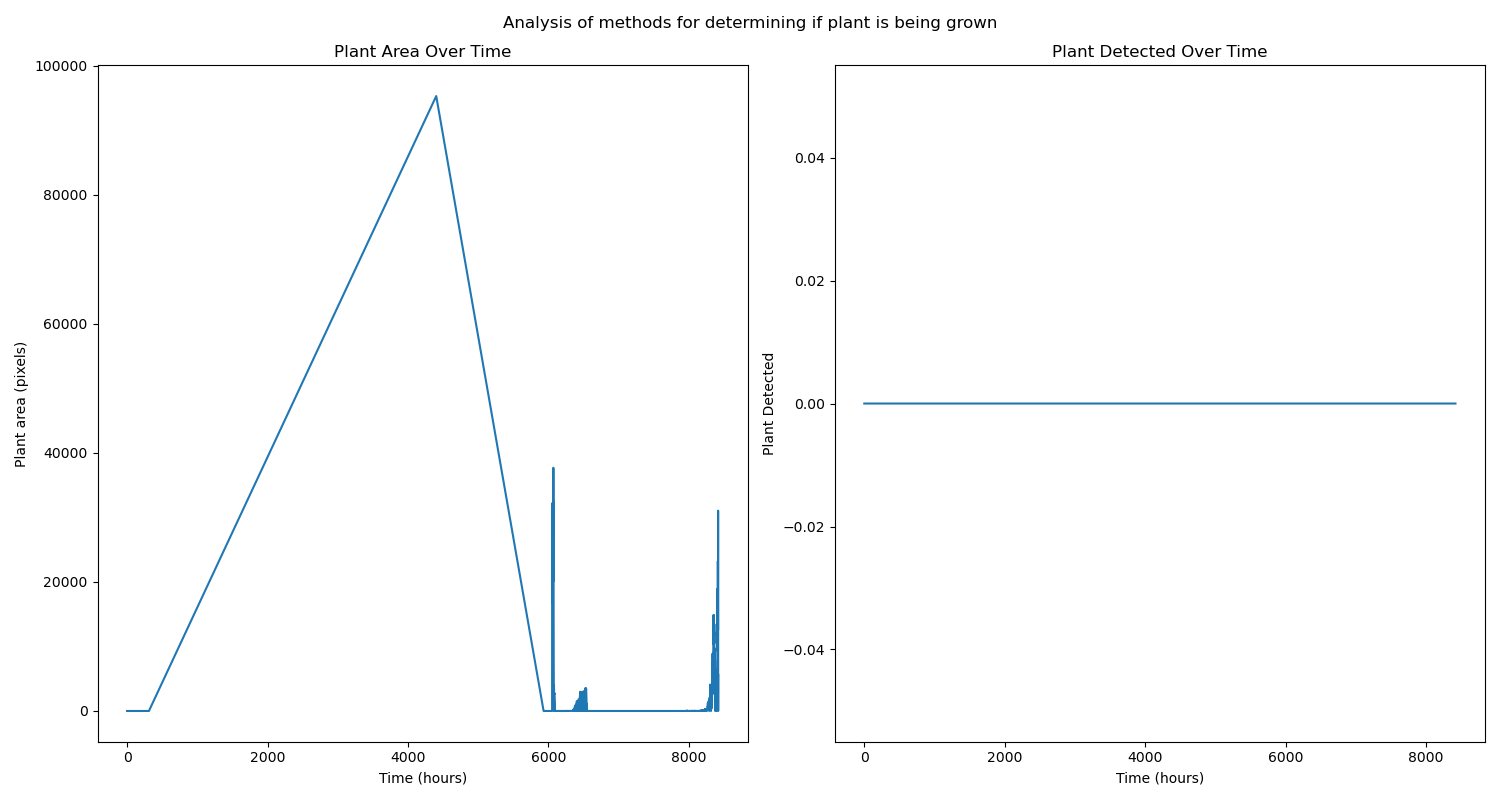 Analysis of methods for determining if plant is being grown
Plant Area Over Time
100000
80000
60000
40000
20000
0
Plant area (pixels)
0 2000 4000 6000 8000
Time (hours)
Plant Detected Over Time
0.04
0.02
0.00
−0.02
−0.04
Plant Detected
0 2000 4000 6000 8000
Time (hours)